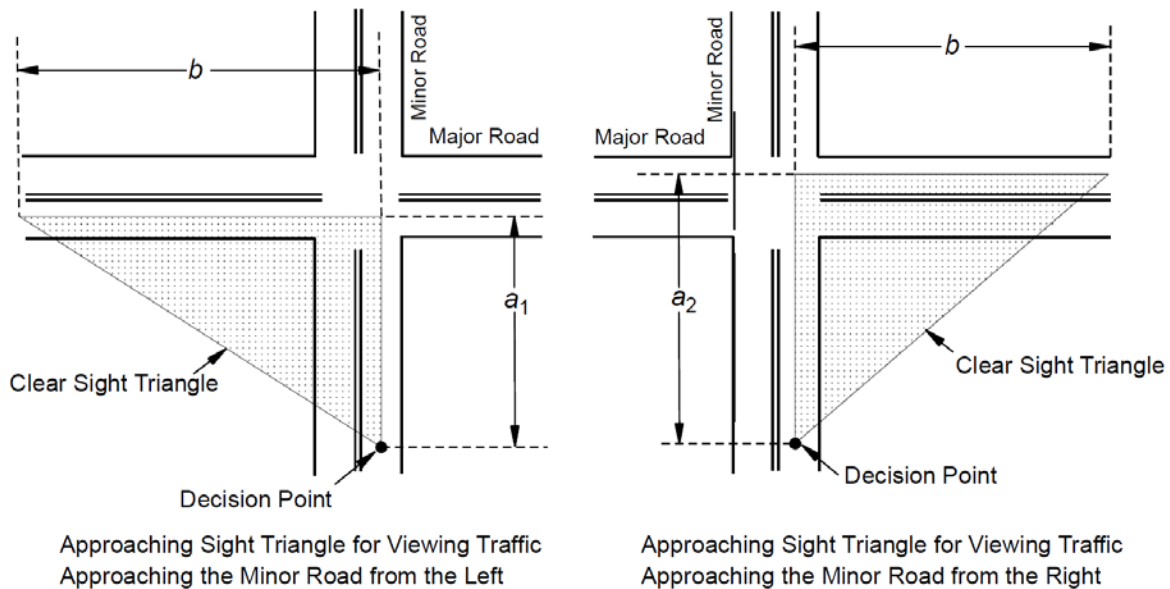 b
Minor Road
Major Road
a1
Clear Sight Triangle
Decision Point
Approaching Sight Triangle for Viewing Traffic
Approaching the Minor Road from the Left
b
Minor Road
Major Road
a2
Clear Sight Triangle
Decision Point
Approaching Sight Triangle for Viewing Traffic
Approaching the Minor Road from the Right